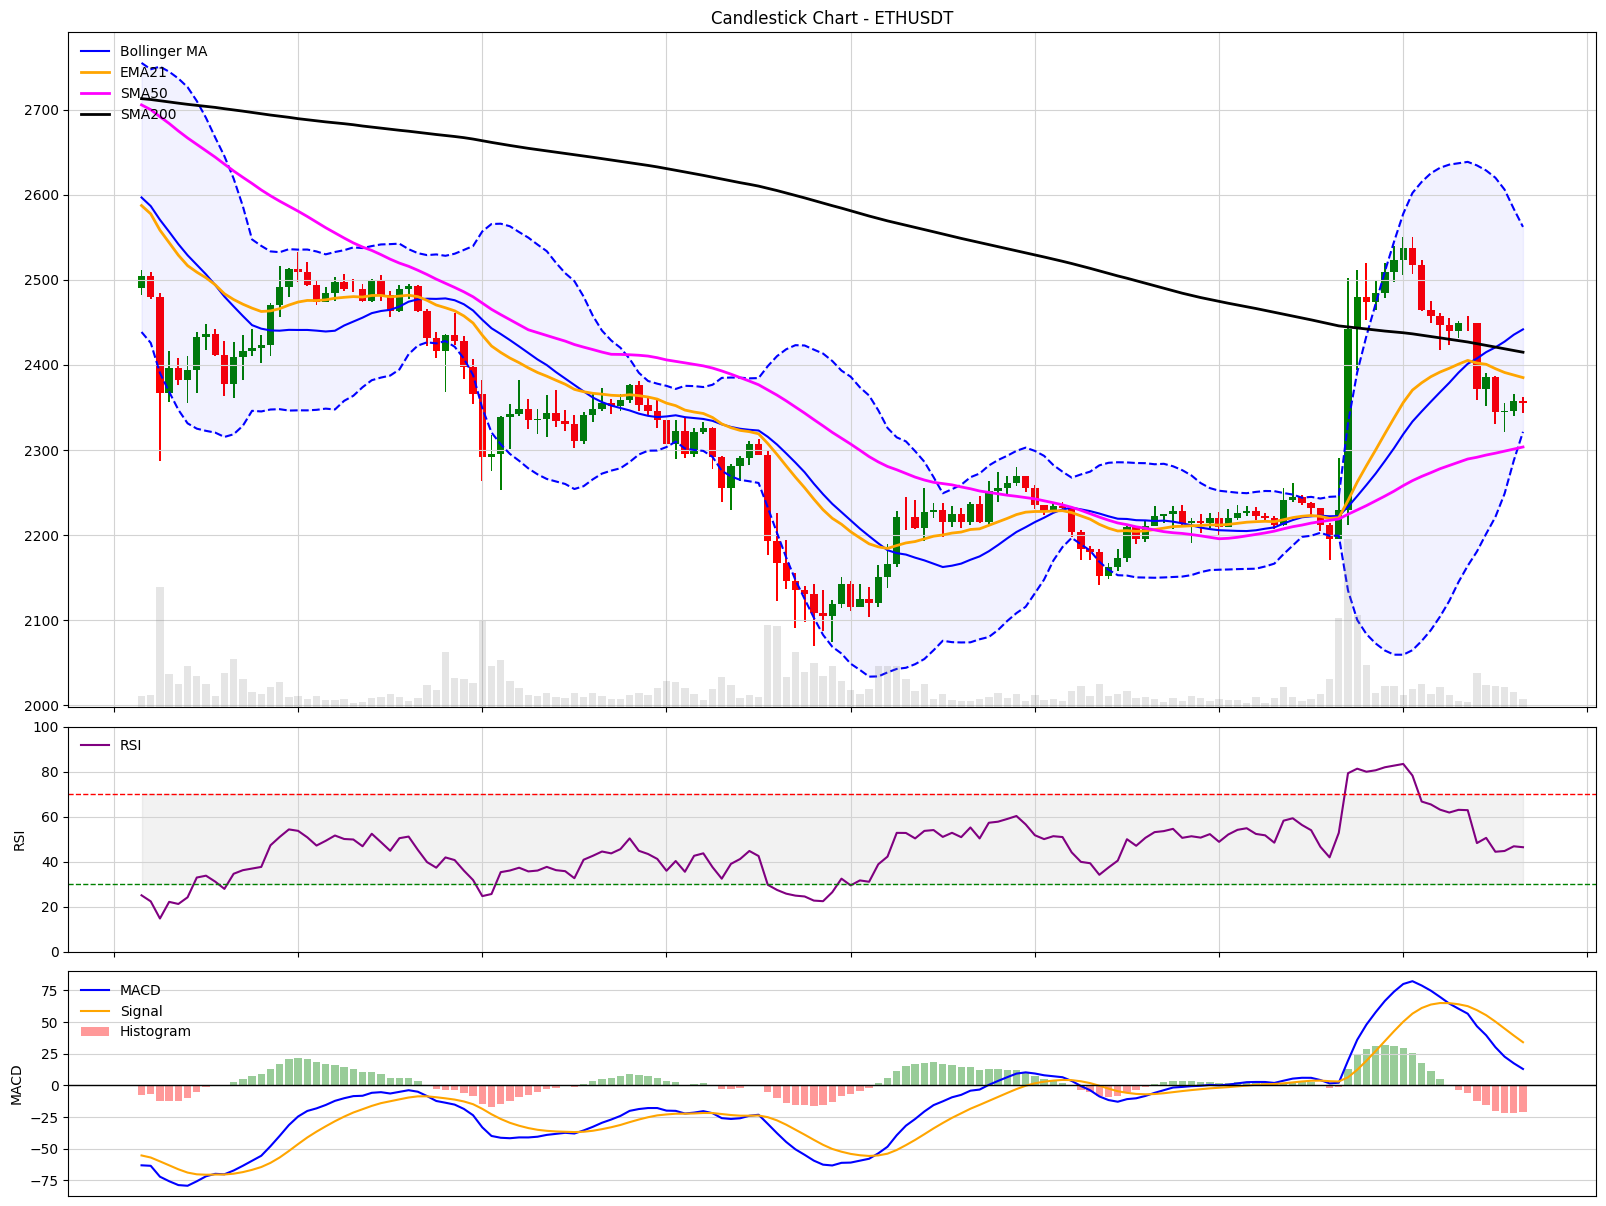 Candlestick Chart - ETHUSDT
Bollinger MA
EMA21
SMA50
SMA200
2700
2600
2500
2400
2300
2200
2100
2000
RSI
100
80
60
40
20
0
RSI
MACD
Signal
Histogram
75
50
25
0
−25
−50
−75
MACD